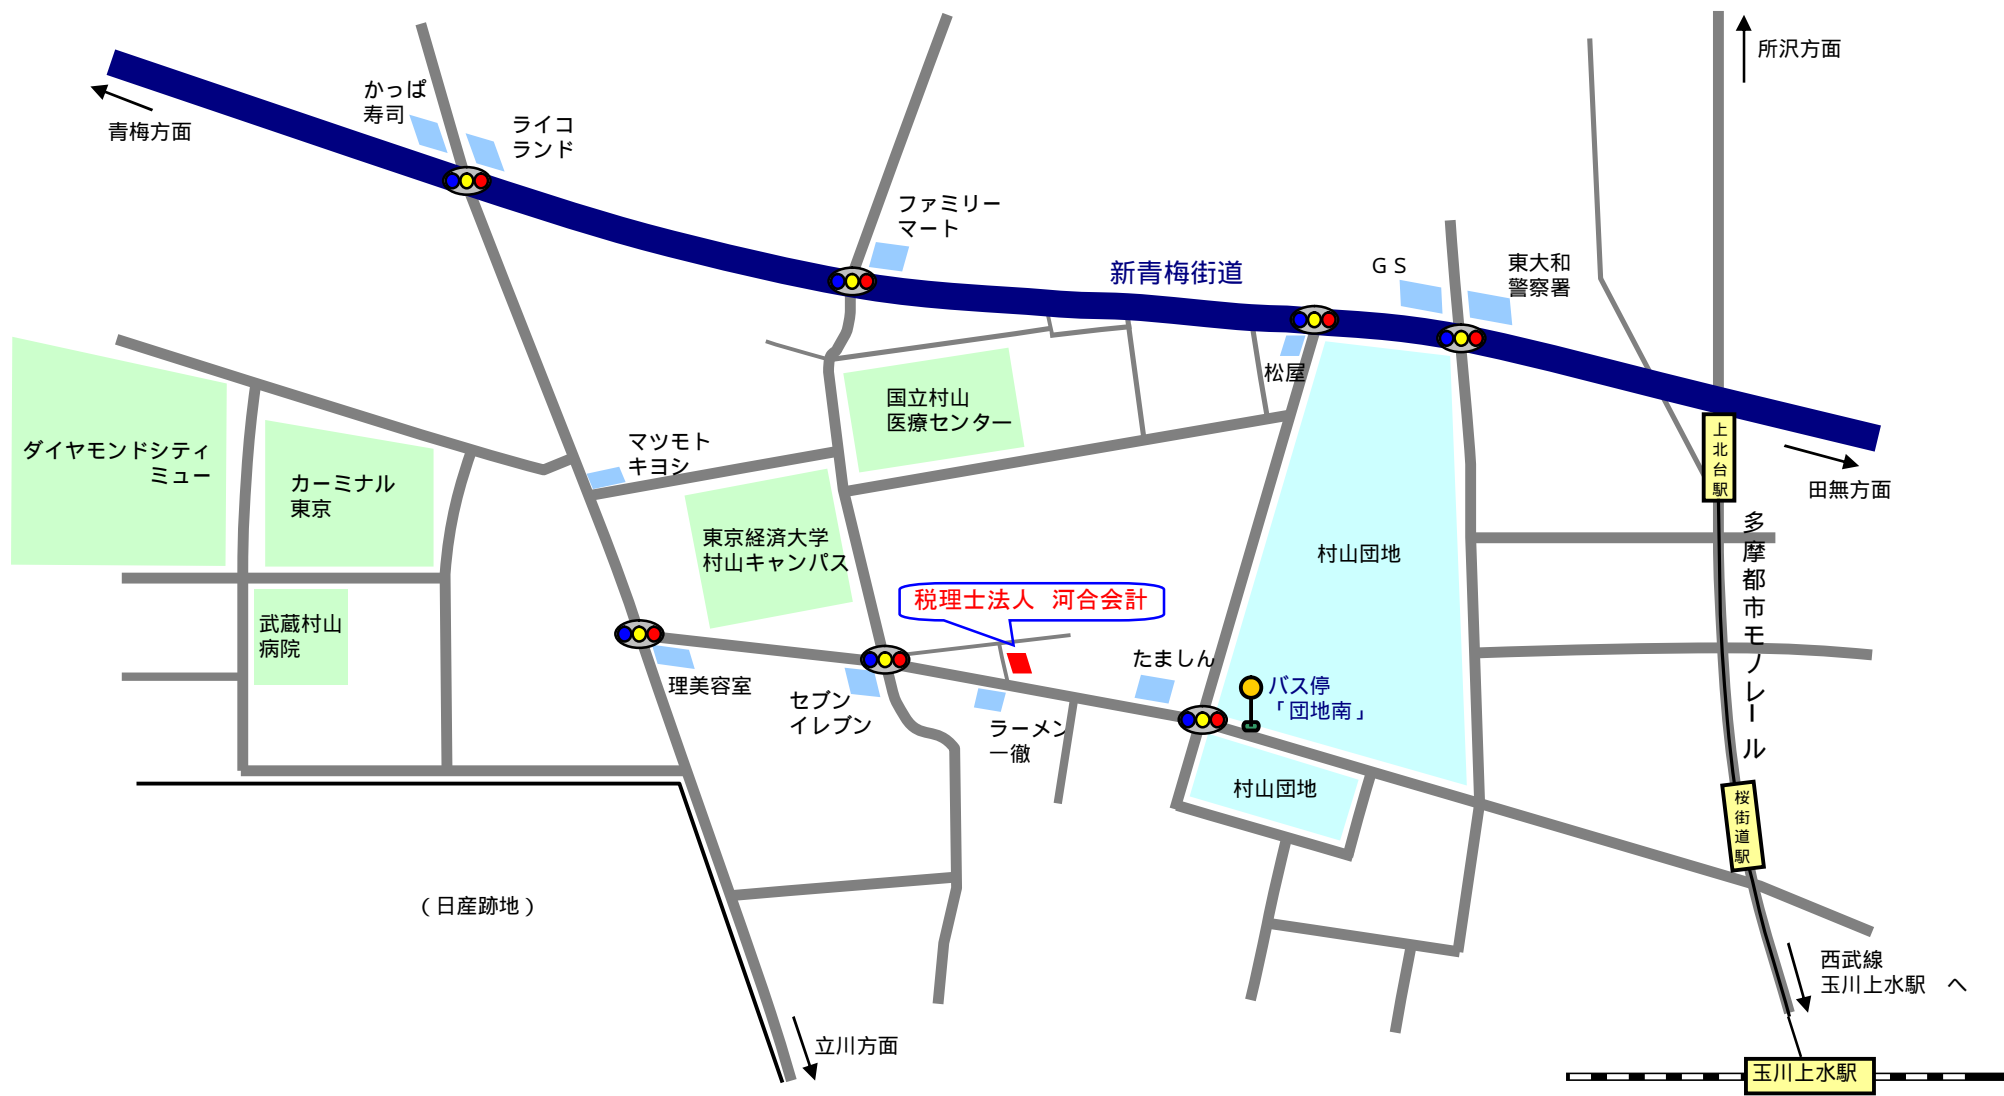 所沢方面
かっぱ
寿司
ライコ
ランド
青梅方面
ファミリー
マート
新青梅街道
ＧＳ
東大和
警察署
松屋
国立村山
医療センター
ダイヤモンドシティ
ミュー
カーミナル
東京
マツモト
キヨシ
上北台駅
田無方面
多摩都市モノレール
東京経済大学
村山キャンパス
村山団地
税理士法人　河合会計
武蔵村山
病院
理美容室
セブン
イレブン
ラーメン
一徹
たましん
バス停
「団地南」
村山団地
桜街道駅
（日産跡地）
西武線
玉川上水駅　へ
立川方面
玉川上水駅